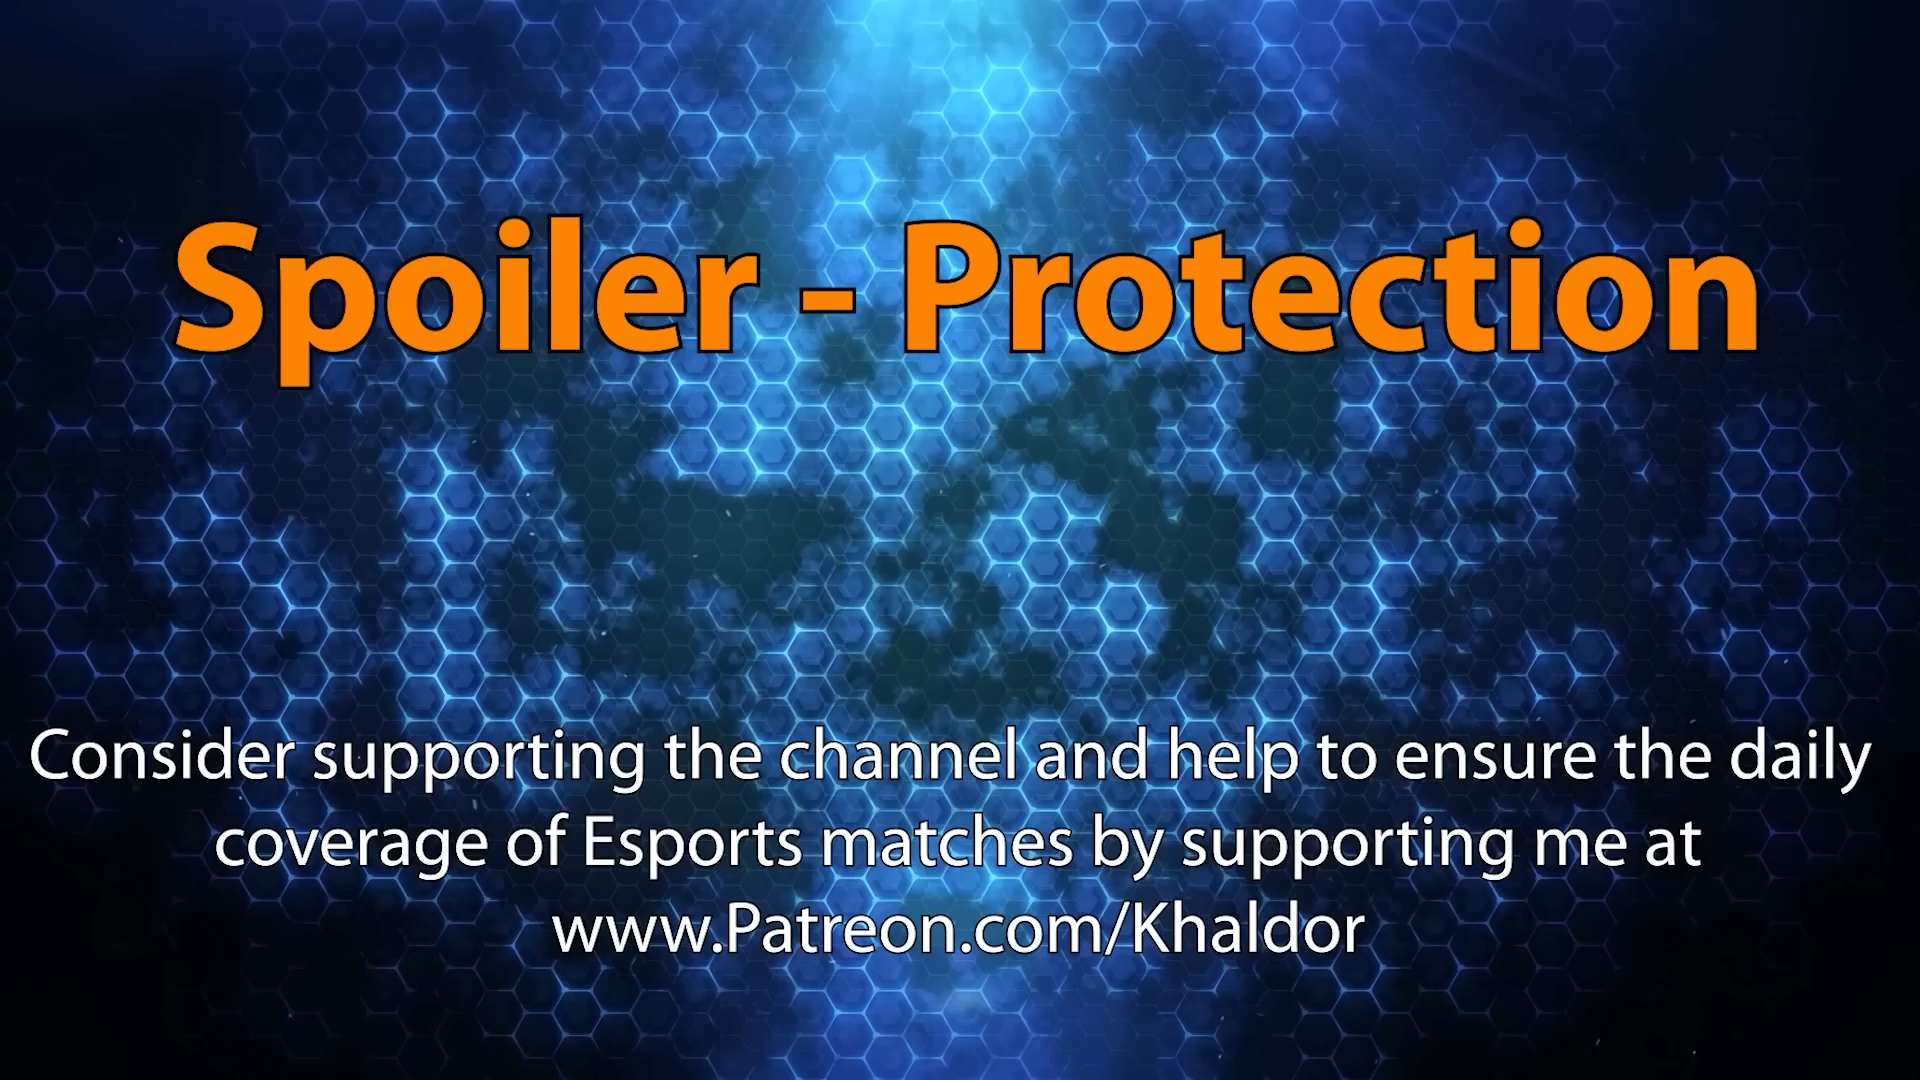 Spoiler - Protection
Consider supporting the channel and help to ensure the daily
coverage of Esports matches by supporting me at
www.Patreon.com/Khaldor